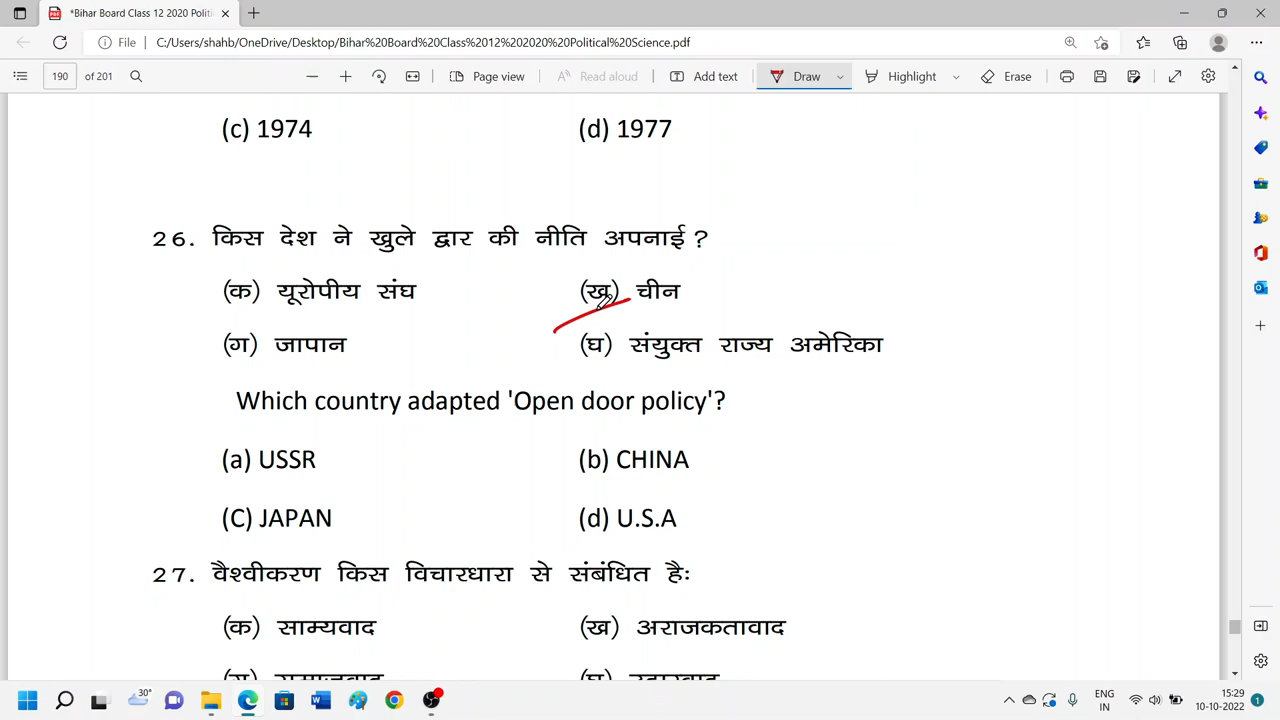 *Bihar Board Class 12 2020 Politi
File C:/Users/shahb/OneDrive/Desktop/Bihar%20Board%20Class%2012%202020%20Political%20Science.pdf
190 of 201 Page view Read aloud Add text Draw Highlight Erase
(c) 1974 (d) 1977
26. किस देश ने खुले द्वार की नीति अपनाई ?
(क) यूरोपीय संघ (ख) चीन
(ग) जापान (घ) संयुक्त राज्य अमेरिका
Which country adapted 'Open door policy'?
(a) USSR (b) CHINA
(C) JAPAN (d) U.S.A
27. वैश्वीकरण किस विचारधारा से संबंधित हैः
(क) साम्यवाद (ख) अराजकतावाद
30° ENG 15:29
IN 10-10-2022 1